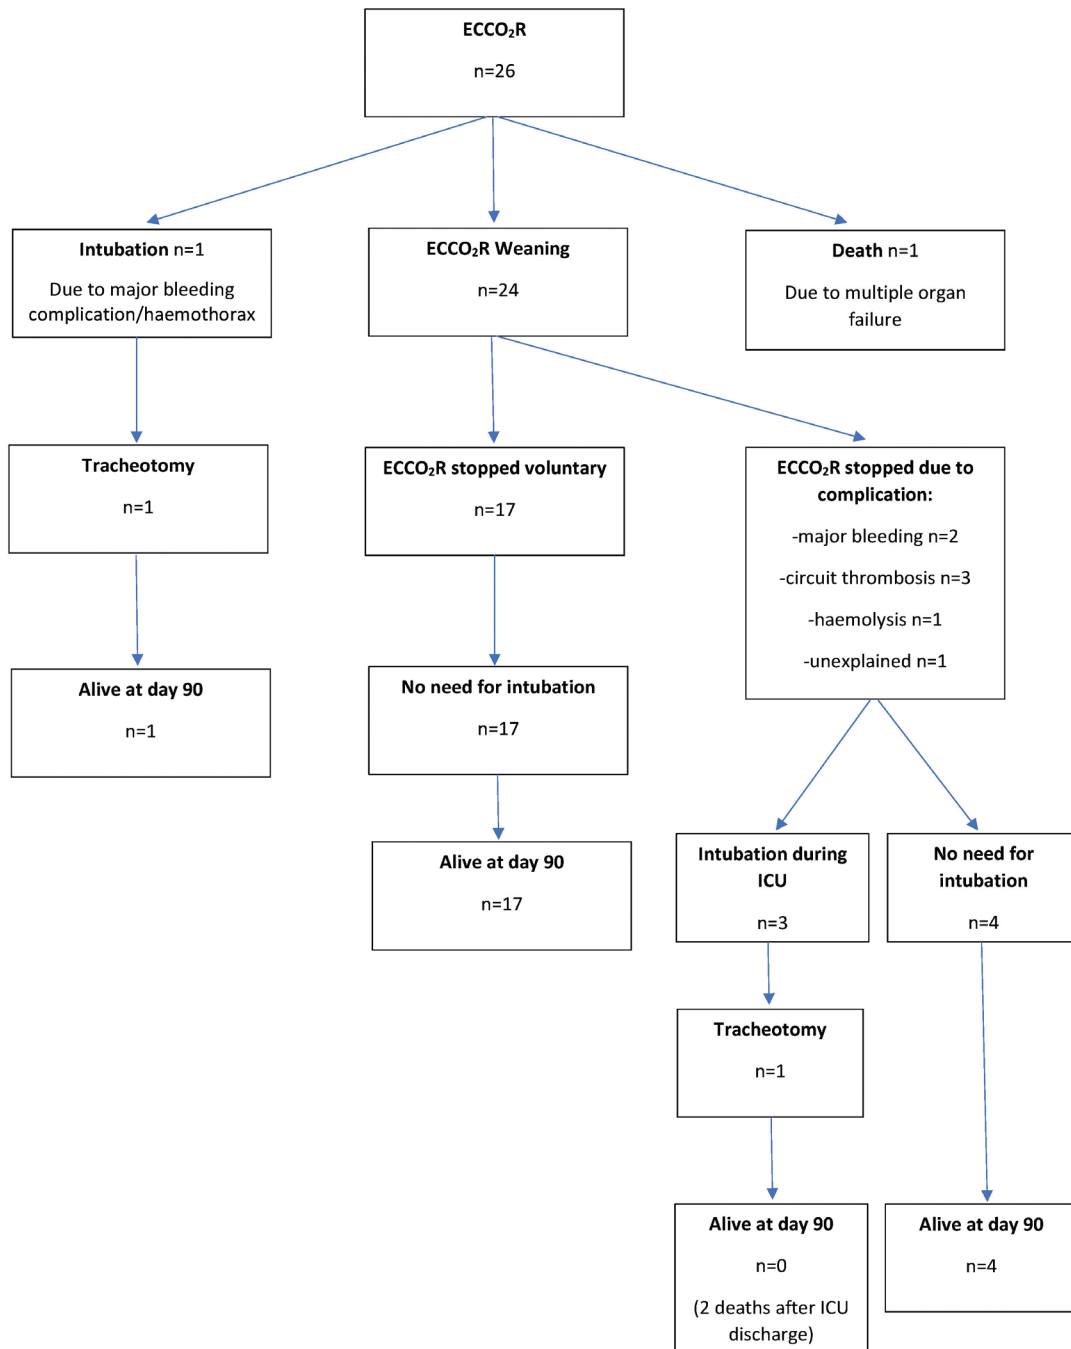 ECCO₂R
n=26
Intubation n=1
Due to major bleeding
complication/haemothorax
ECCO₂R Weaning
n=24
Death n=1
Due to multiple organ
failure
Tracheotomy
n=1
ECCO₂R stopped voluntary
n=17
ECCO₂R stopped due to
complication:
-major bleeding n=2
-circuit thrombosis n=3
-haemolysis n=1
-unexplained n=1
Alive at day 90
n=1
No need for intubation
n=17
Alive at day 90
n=17
Intubation during
ICU
n=3
No need for
intubation
n=4
Tracheotomy
n=1
Alive at day 90
n=0
(2 deaths after ICU
discharge)
Alive at day 90
n=4